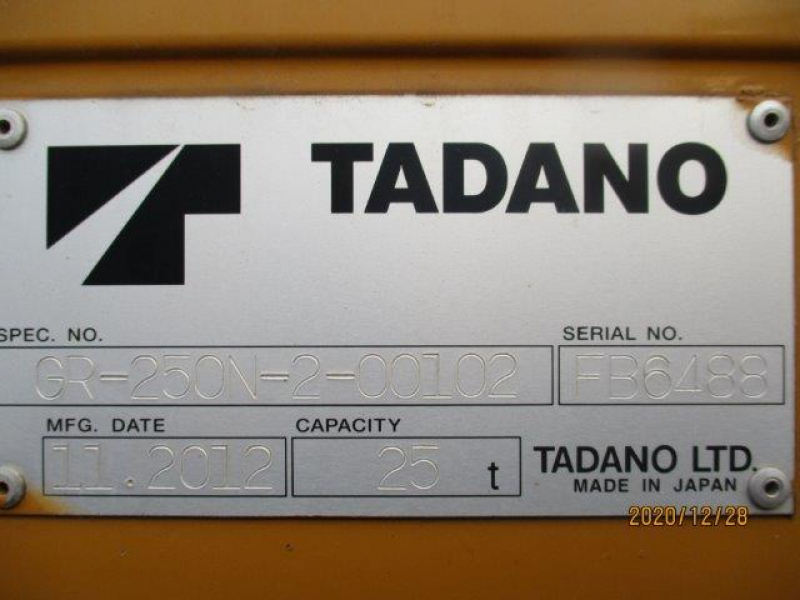 TADANO
SPEC. NO.
SERIAL NO.
GR-250N-2-00102
FB6488
MFG. DATE
CAPACITY
11.2012
25 t
TADANO LTD.
MADE IN JAPAN
2020/12/28